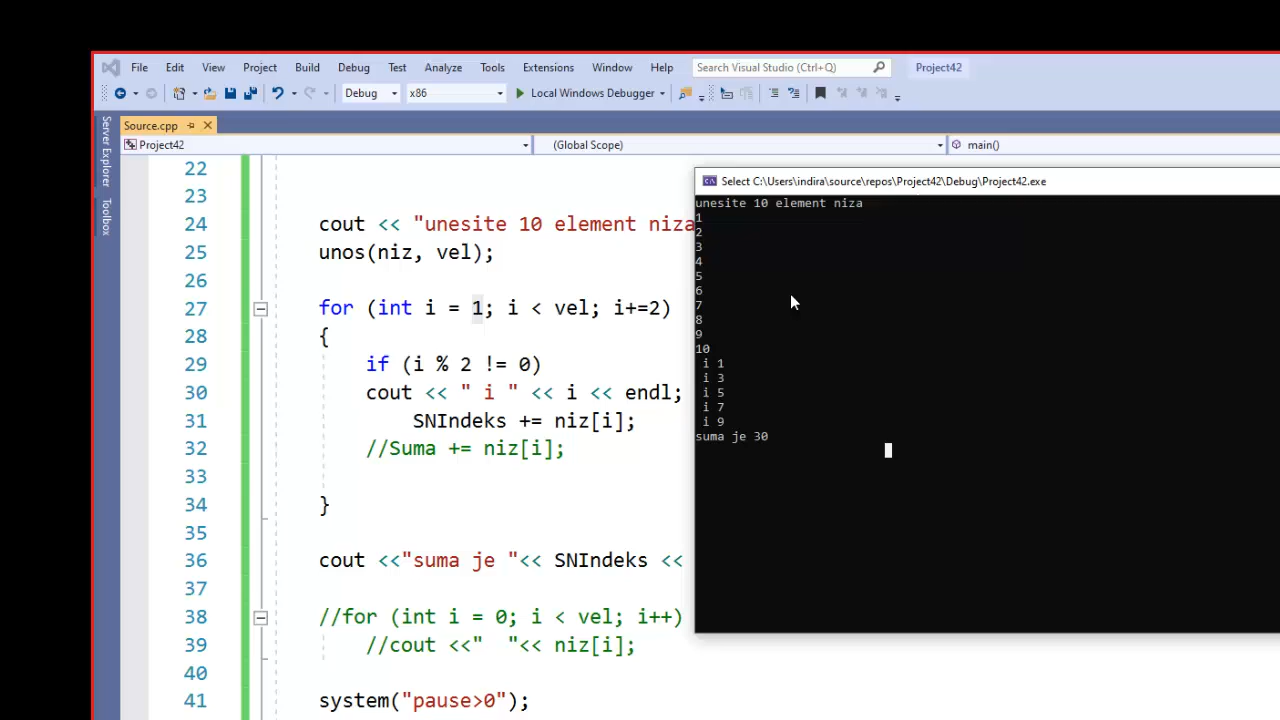 File Edit View Project Build Debug Test Analyze Tools Extensions Window Help Search Visual Studio (Ctrl+Q) Project42
Debug x86 Local Windows Debugger
Source.cpp
Project42 (Global Scope) main()
Server Explorer
Toolbox
22
23
24 cout << "unesite 10 element niza
25 unos(niz, vel);
26
27 for (int i = 1; i < vel; i+=2)
28 {
29 if (i % 2 != 0)
30 cout << " i " << i << endl;
31 SNIndeks += niz[i];
32 //Suma += niz[i];
33
34 }
35
36 cout <<"suma je "<< SNIndeks <<
37
38 //for (int i = 0; i < vel; i++)
39 //cout <<"  "<< niz[i];
40
41 system("pause>0");
Select C:\Users\indira\source\repos\Project42\Debug\Project42.exe
unesite 10 element niza
1
2
3
4
5
6
7
8
9
10
i 1
i 3
i 5
i 7
i 9
suma je 30